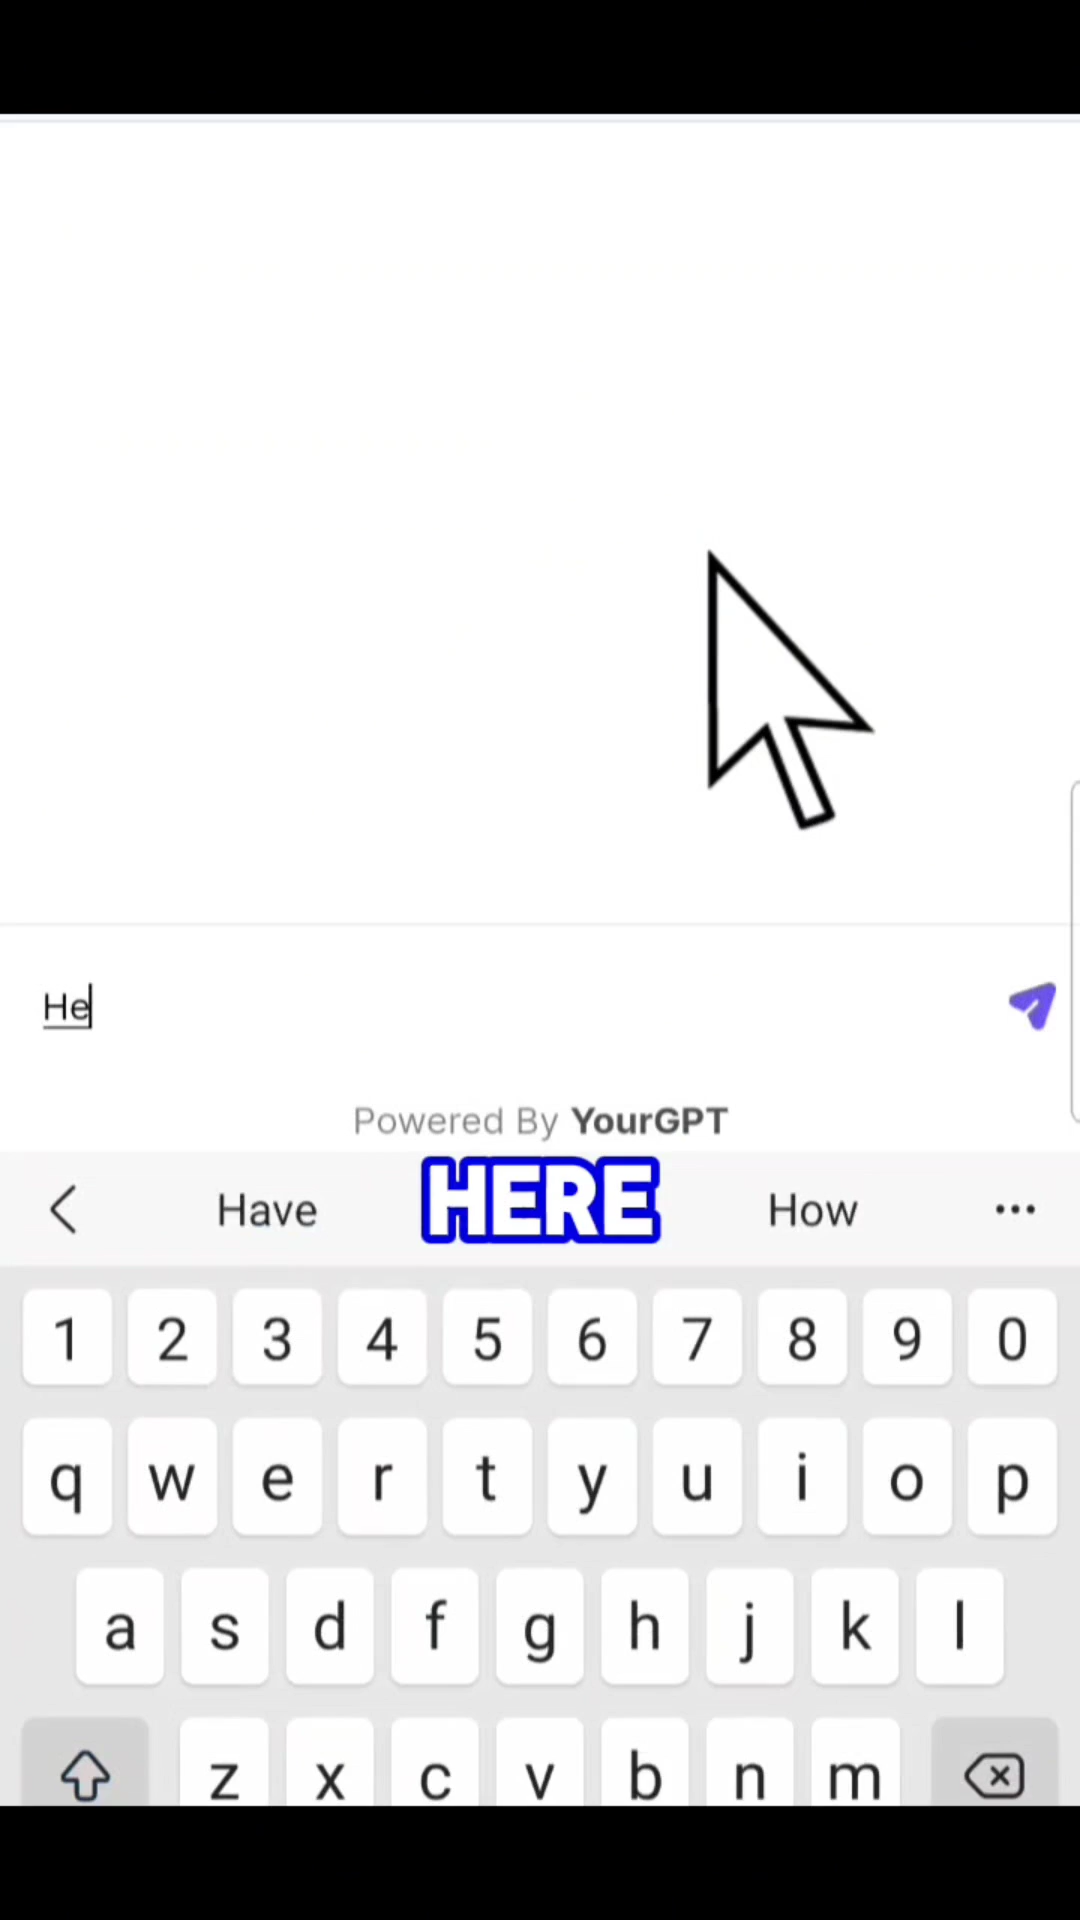 He
Powered By YourGPT
Have HERE How ...
1 2 3 4 5 6 7 8 9 0
q w e r t y u i o p
a s d f g h j k l
z x c v b n m